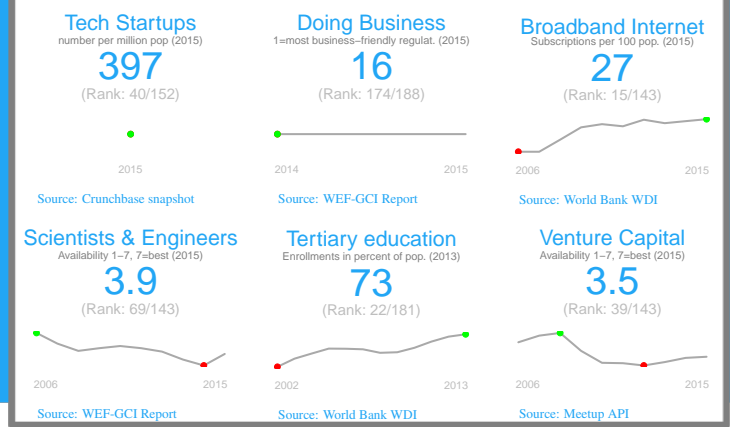 Tech Startups
number per million pop (2015)
397
(Rank: 40/152)
2015
Source: Crunchbase snapshot
Doing Business
1=most business−friendly regulat. (2015)
16
(Rank: 174/188)
2014 2015
Source: WEF-GCI Report
Broadband Internet
Subscriptions per 100 pop. (2015)
27
(Rank: 15/143)
2006 2015
Source: World Bank WDI
Scientists & Engineers
Availability 1−7, 7=best (2015)
3.9
(Rank: 69/143)
2006 2015
Source: WEF-GCI Report
Tertiary education
Enrollments in percent of pop. (2013)
73
(Rank: 22/181)
2002 2013
Source: World Bank WDI
Venture Capital
Availability 1−7, 7=best (2015)
3.5
(Rank: 39/143)
2006 2015
Source: Meetup API